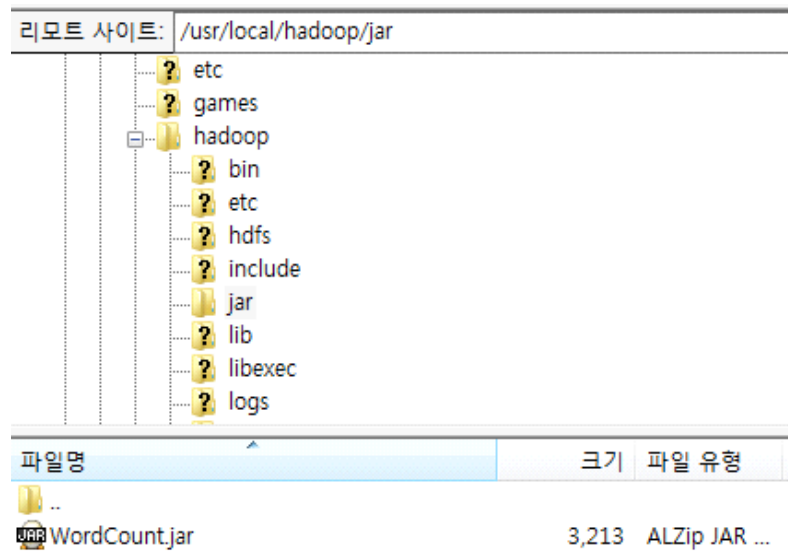 리모트 사이트: /usr/local/hadoop/jar
etc
games
hadoop
bin
etc
hdfs
include
jar
lib
libexec
logs
파일명 크기 파일 유형
..
WordCount.jar 3,213 ALZip JAR ...